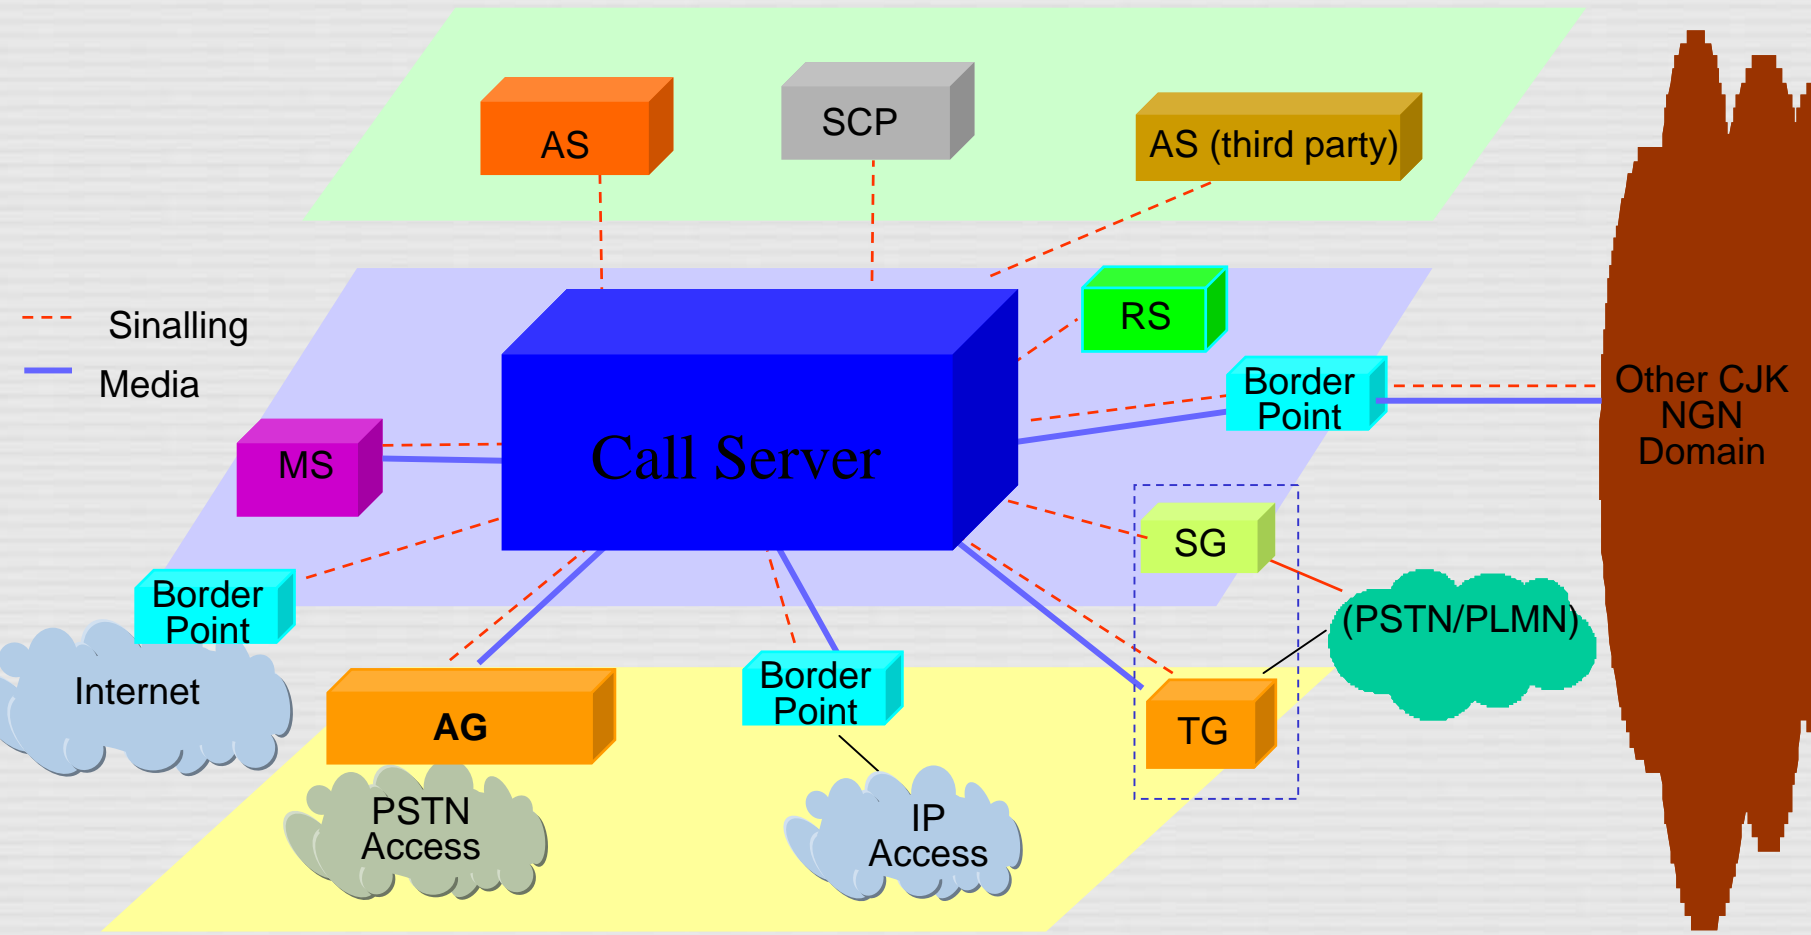 AS
SCP
AS (third party)
RS
Sinalling
Media
Border
Point
Other CJK
NGN
Domain
MS
Call Server
SG
Border
Point
(PSTN/PLMN)
Internet
AG
Border
Point
TG
PSTN
Access
IP
Access